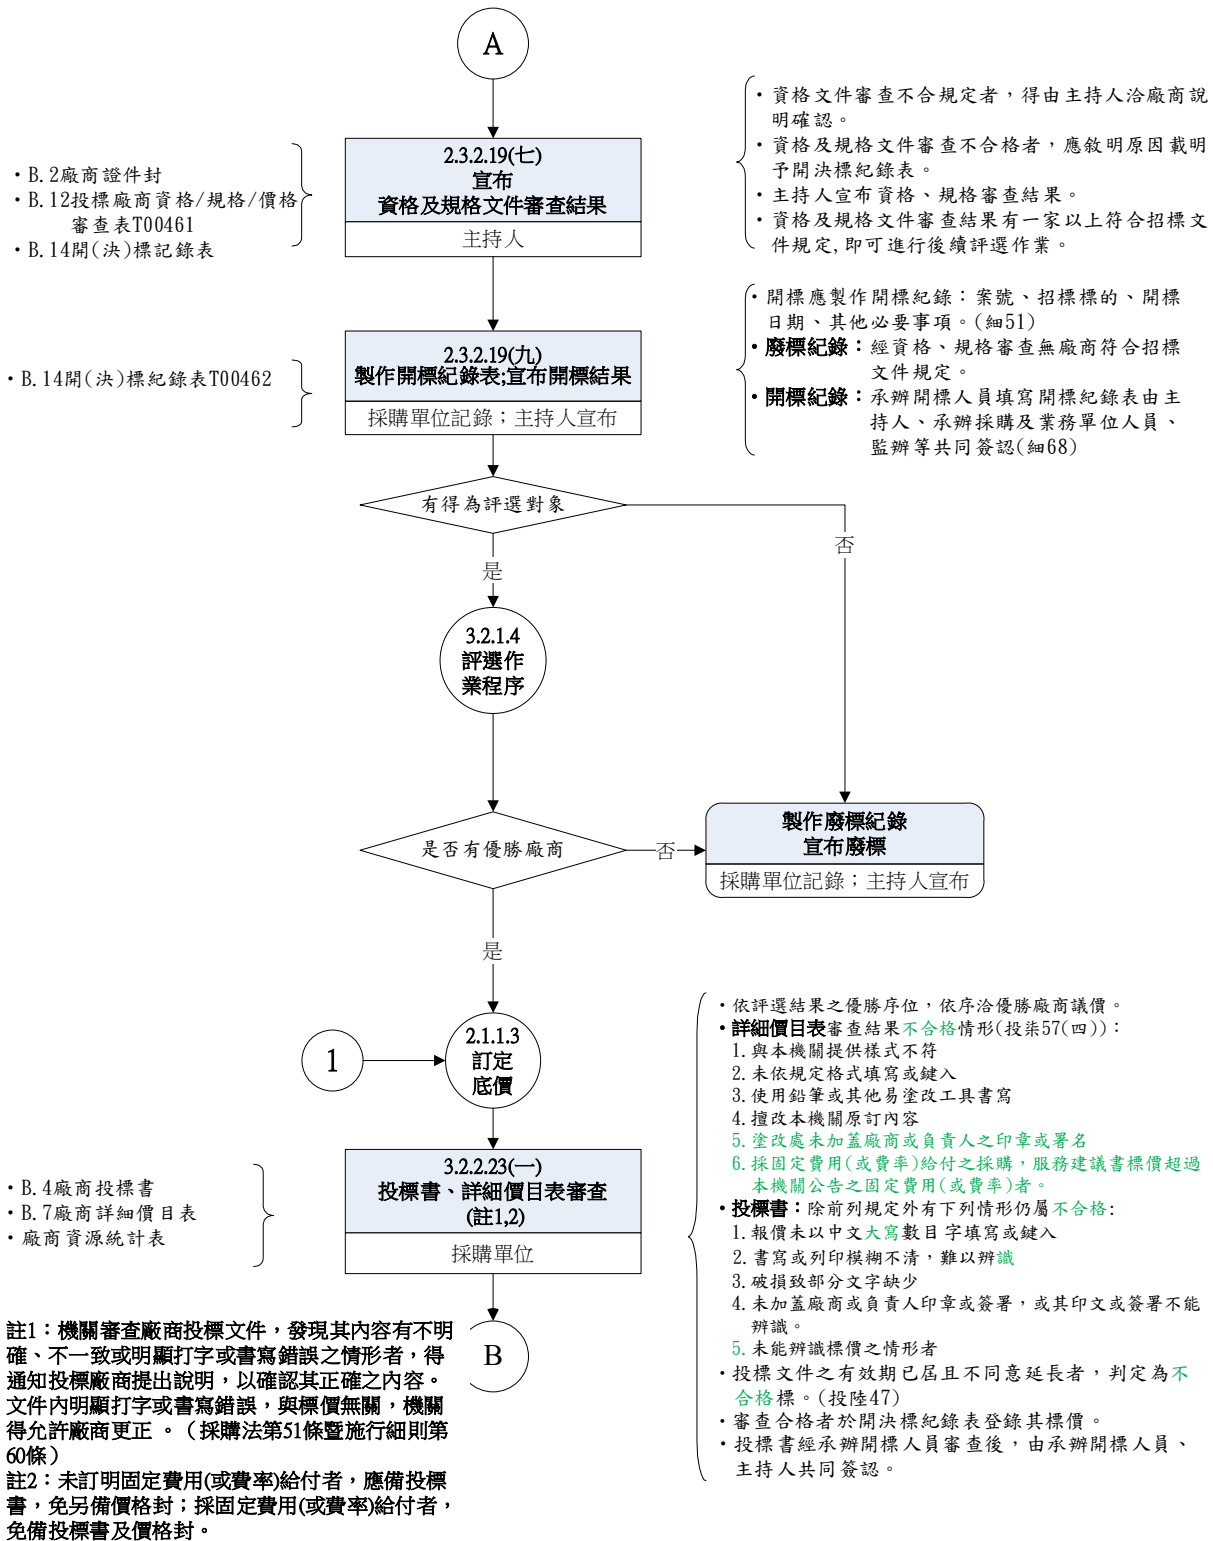 A
・B.2廠商證件封
・B.12投標廠商資格/規格/價格
審查表T00461
・B.14開(決)標記錄表
2.3.2.19(七)
宣布
資格及規格文件審查結果
主持人
・資格文件審查不合規定者，得由主持人洽廠商說
明確認。
・資格及規格文件審查不合格者，應敘明原因載明
予開決標紀錄表。
・主持人宣布資格、規格審查結果。
・資格及規格文件審查結果有一家以上符合招標文
件規定,即可進行後續評選作業。
・B.14開(決)標紀錄表T00462
2.3.2.19(九)
製作開標紀錄表;宣布開標結果
採購單位記錄；主持人宣布
・開標應製作開標紀錄：案號、招標標的、開標
日期、其他必要事項。(細51)
・廢標紀錄：經資格、規格審查無廠商符合招標
文件規定。
・開標紀錄：承辦開標人員填寫開標紀錄表由主
持人、承辦採購及業務單位人員、
監辦等共同簽認(細68)
有得為評選對象
否
是
3.2.1.4
評選作
業程序
是否有優勝廠商
否
製作廢標紀錄
宣布廢標
採購單位記錄；主持人宣布
是
1
2.1.1.3
訂定
底價
・B.4廠商投標書
・B.7廠商詳細價目表
・廠商資源統計表
3.2.2.23(一)
投標書、詳細價目表審查
(註1,2)
採購單位
・依評選結果之優勝序位，依序洽優勝廠商議價。
・詳細價目表審查結果不合格情形(投柒57(四))：
1.與本機關提供樣式不符
2.未依規定格式填寫或鍵入
3.使用鉛筆或其他易塗改工具書寫
4.擅改本機關原訂內容
5.塗改處未加蓋廠商或負責人之印章或署名
6.採固定費用(或費率)給付之採購，服務建議書標價超過
本機關公告之固定費用(或費率)者。
・投標書：除前列規定外有下列情形仍屬不合格:
1.報價未以中文大寫數目字填寫或鍵入
2.書寫或列印模糊不清，難以辨識
3.破損致部分文字缺少
4.未加蓋廠商或負責人印章或簽署，或其印文或簽署不能
辨識。
5.未能辨識標價之情形者
・投標文件之有效期已屆且不同意延長者，判定為不
合格標。(投陸47)
・審查合格者於開決標紀錄表登錄其標價。
・投標書經承辦開標人員審查後，由承辦開標人員、
主持人共同簽認。
B
註1：機關審查廠商投標文件，發現其內容有不明
確、不一致或明顯打字或書寫錯誤之情形者，得
通知投標廠商提出說明，以確認其正確之內容。
文件內明顯打字或書寫錯誤，與標價無關，機關
得允許廠商更正 。（採購法第51條暨施行細則第
60條）
註2：未訂明固定費用(或費率)給付者，應備投標
書，免另備價格封；採固定費用(或費率)給付者，
免備投標書及價格封。